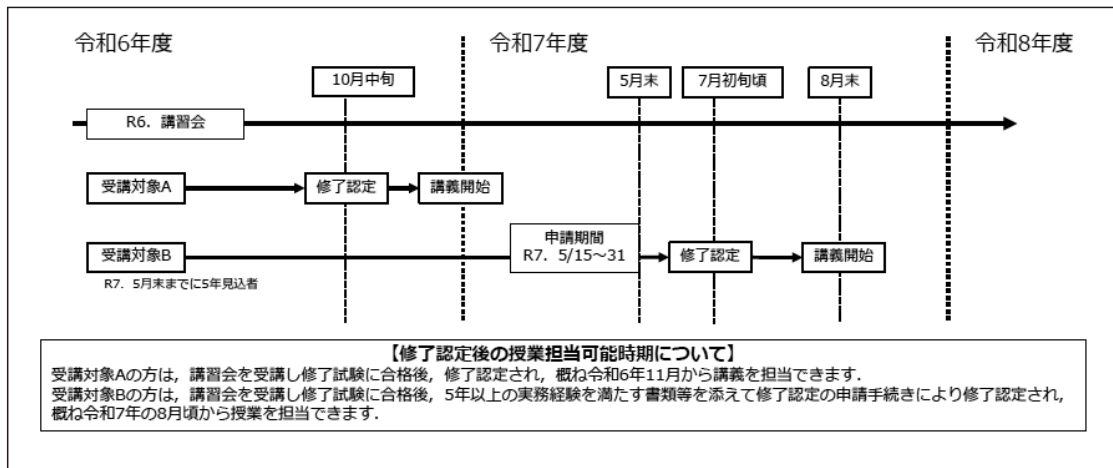 令和6年度
令和7年度
令和8年度
10月中旬
5月末
7月初旬頃
8月末
R6．講習会
受講対象A
修了認定
講義開始
受講対象B
申請期間
R7．5/15～31
修了認定
講義開始
R7．5月末までに5年見込者
【修了認定後の授業担当可能時期について】
受講対象Aの方は，講習会を受講し修了試験に合格後，修了認定され，概ね令和6年11月から講義を担当できます．
受講対象Bの方は，講習会を受講し修了試験に合格後，5年以上の実務経験を満たす書類等を添えて修了認定の申請手続きにより修了認定され，
概ね令和7年の8月頃から授業を担当できます．